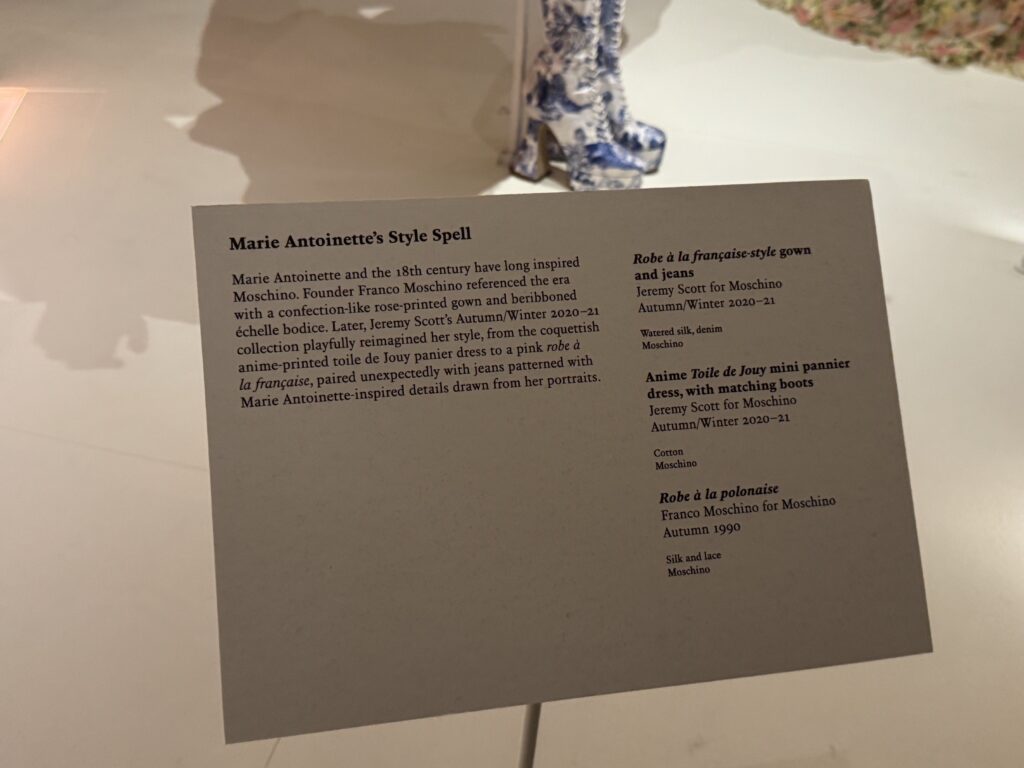 Marie Antoinette's Style Spell
Marie Antoinette and the 18th century have long inspired
Moschino. Founder Franco Moschino referenced the era
with a confection-like rose-printed gown and beribboned
échelle bodice. Later, Jeremy Scott's Autumn/Winter 2020–21
collection playfully reimagined her style, from the coquettish
anime-printed toile de Jouy panier dress to a pink robe à
la française, paired unexpectedly with jeans patterned with
Marie Antoinette-inspired details drawn from her portraits.
Robe à la française-style gown
and jeans
Jeremy Scott for Moschino
Autumn/Winter 2020–21
Watered silk, denim
Moschino
Anime Toile de Jouy mini pannier
dress, with matching boots
Jeremy Scott for Moschino
Autumn/Winter 2020–21
Cotton
Moschino
Robe à la polonaise
Franco Moschino for Moschino
Autumn 1990
Silk and lace
Moschino